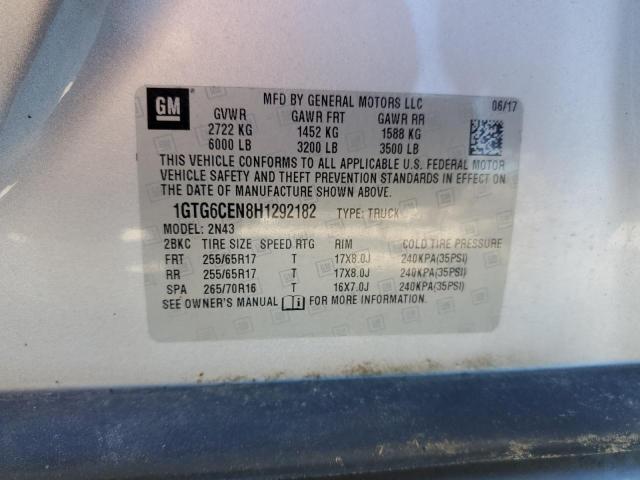 GM
MFD BY GENERAL MOTORS LLC 06/17
GVWR GAWR FRT GAWR RR
2722 KG 1452 KG 1588 KG
6000 LB 3200 LB 3500 LB
THIS VEHICLE CONFORMS TO ALL APPLICABLE U.S. FEDERAL MOTOR
VEHICLE SAFETY AND THEFT PREVENTION STANDARDS IN EFFECT ON
THE DATE OF MANUFACTURE SHOWN ABOVE.
1GTG6CEN8H1292182 TYPE: TRUCK
MODEL: 2N43
2BKC TIRE SIZE SPEED RTG RIM COLD TIRE PRESSURE
FRT 255/65R17 T 17X8.0J 240KPA(35PSI)
RR 255/65R17 T 17X8.0J 240KPA(35PSI)
SPA 265/70R16 T 16X7.0J 240KPA(35PSI)
SEE OWNER'S MANUAL FOR MORE INFORMATION.